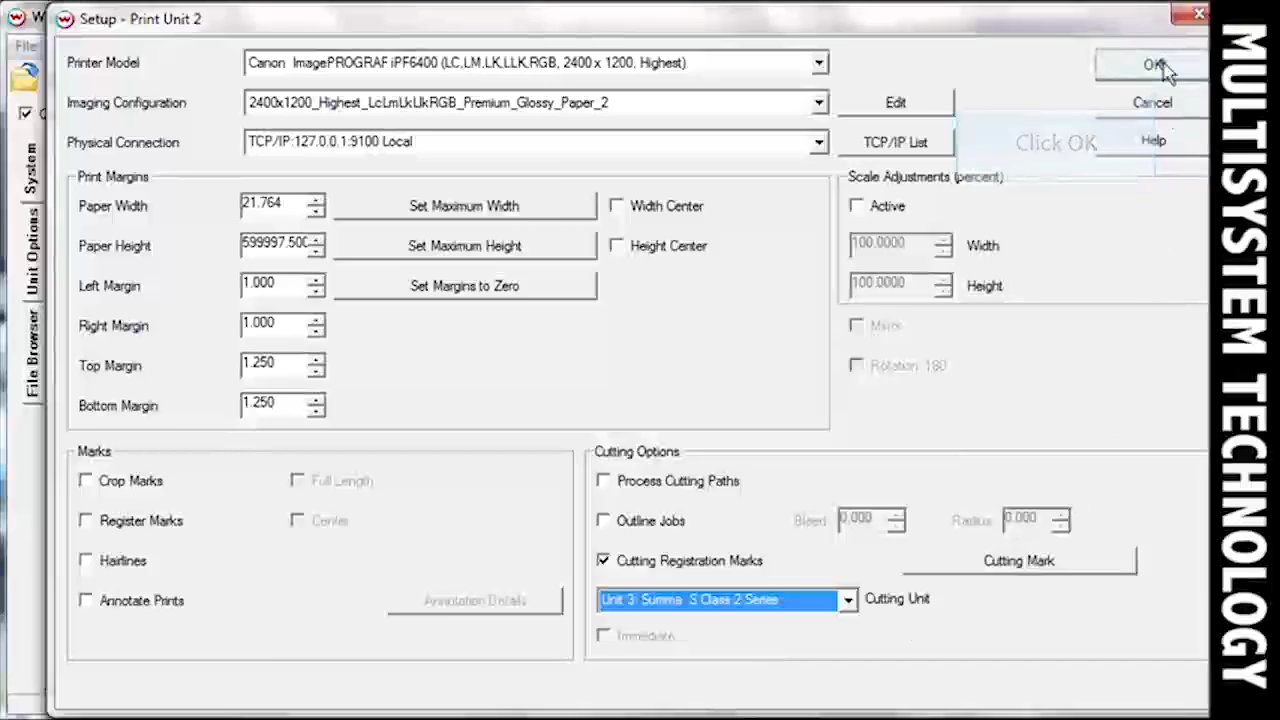 W
Setup - Print Unit 2
File
Printer Model
Canon ImagePROGRAF iPF6400 (LC,LM,LK,LLK,RGB, 2400 x 1200, Highest)
OK
Imaging Configuration
2400x1200_Highest_LcLmLkLlkRGB_Premium_Glossy_Paper_2
Edit
Cancel
Physical Connection
TCP/IP:127.0.0.1:9100 Local
TCP/IP List
Click OK
Help
Print Margins
Scale Adjustments (percent)
Paper Width
21.764
Set Maximum Width
Width Center
Active
Paper Height
599997.500
Set Maximum Height
Height Center
100.0000
Width
Left Margin
1.000
Set Margins to Zero
100.0000
Height
Right Margin
1.000
Mirror
Top Margin
1.250
Rotation 180
Bottom Margin
1.250
Marks
Cutting Options
Crop Marks
Full Length
Process Cutting Paths
Register Marks
Center
Outline Jobs
Bleed
0.000
Radius
0.000
Hairlines
Cutting Registration Marks
Cutting Mark
Annotate Prints
Annotation Details
Unit 3: Summa S Class 2 Series
Cutting Unit
Immediate...
System
Unit Options
File Browser
MULTISYSTEM TECHNOLOGY